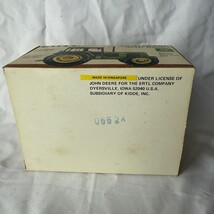 MADE IN SINGAPORE UNDER LICENSE OF
JOHN DEERE FOR THE ERTL COMPANY
DYERSVILLE, IOWA 52040 U.S.A.
SUBSIDIARY OF KIDDE, INC.